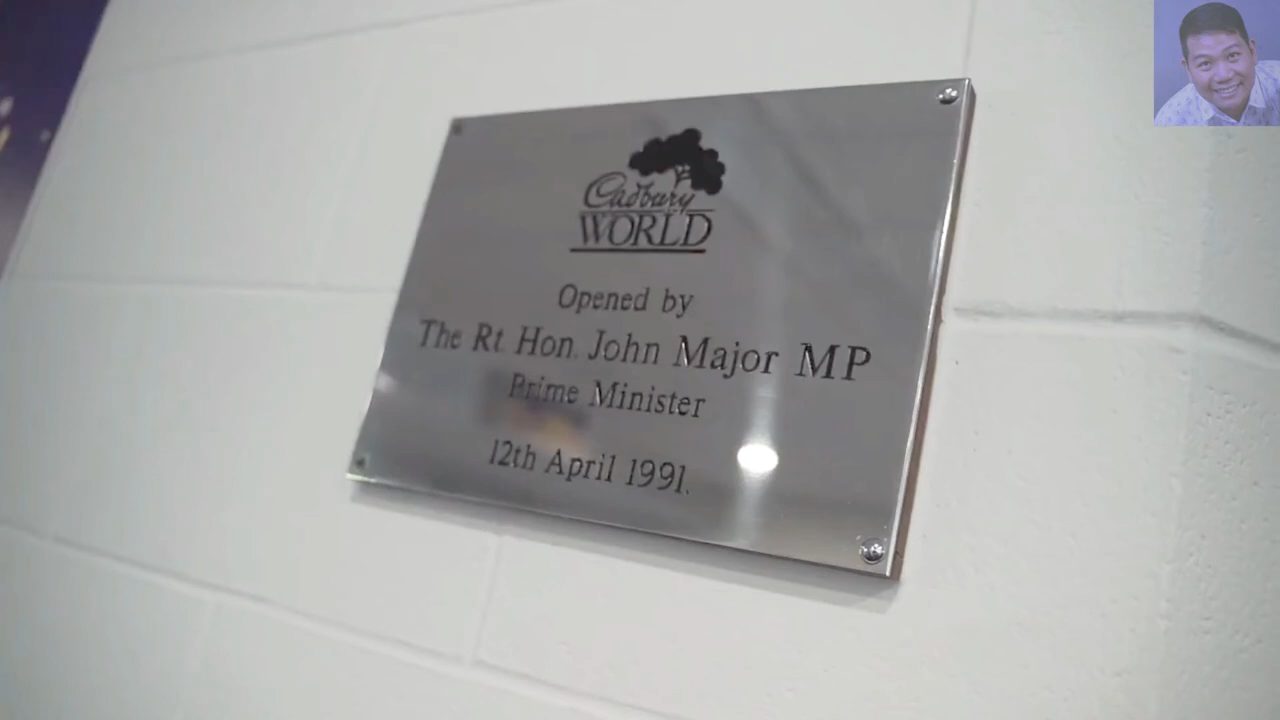 Cadbury
WORLD
Opened by
The Rt. Hon. John Major MP
Prime Minister
12th April 1991.